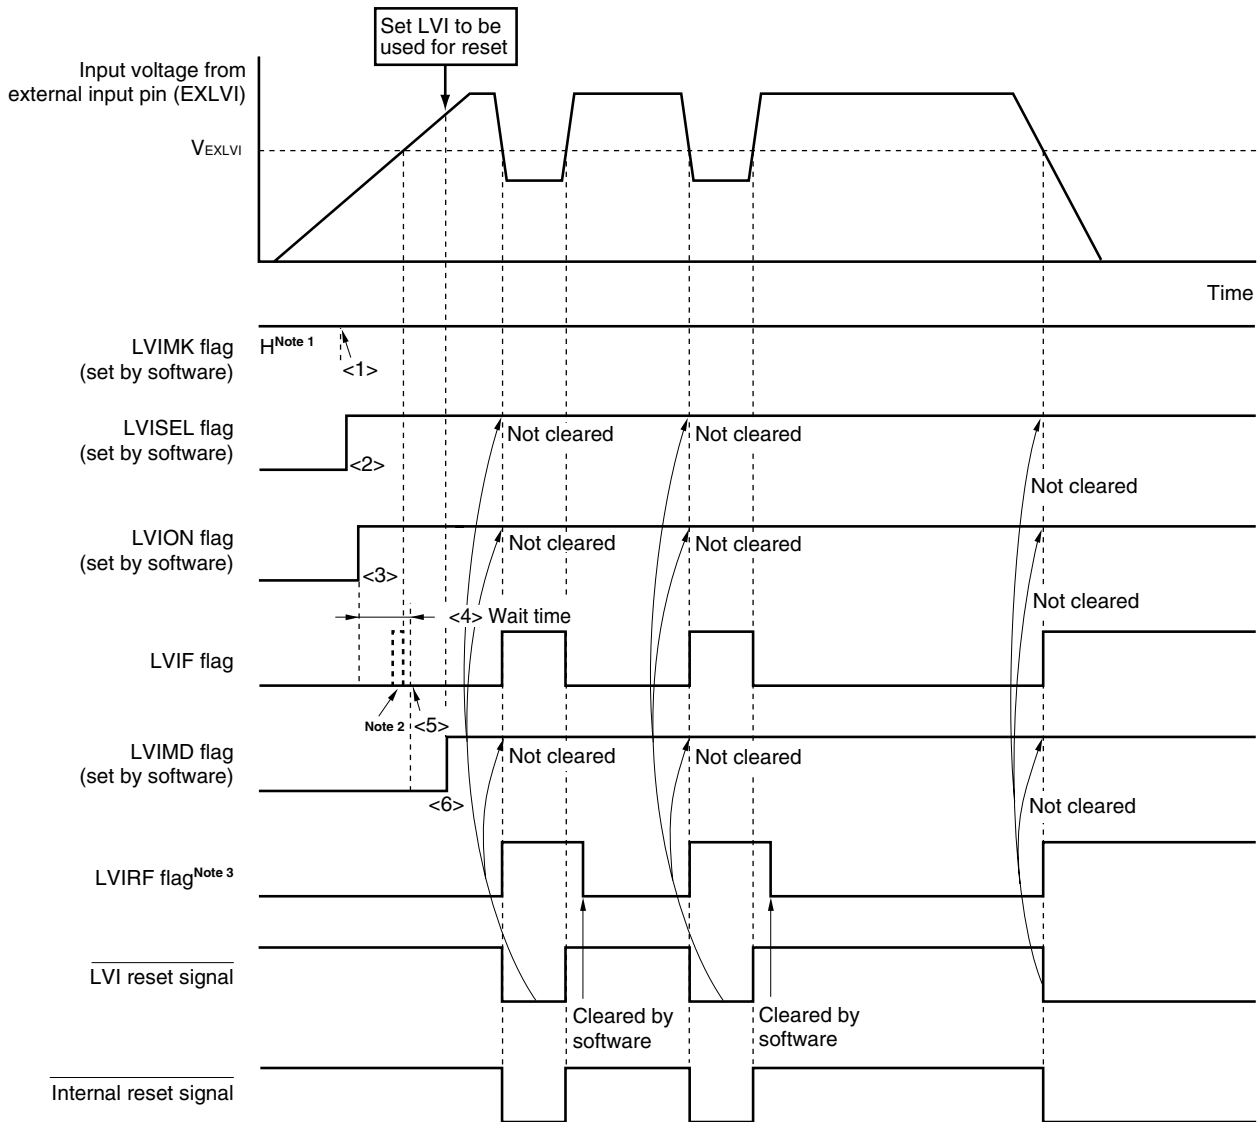 Set LVI to be
used for reset
Input voltage from
external input pin (EXLVI)
VEXLVI
Time
LVIMK flag
(set by software)
H Note 1
<1>
LVISEL flag
(set by software)
<2>
Not cleared
Not cleared
Not cleared
LVION flag
(set by software)
<3>
Not cleared
Not cleared
Not cleared
<4> Wait time
LVIF flag
Note 2
<5>
LVIMD flag
(set by software)
<6>
Not cleared
Not cleared
Not cleared
LVIRF flag Note 3
LVI reset signal
Cleared by
software
Cleared by
software
Internal reset signal